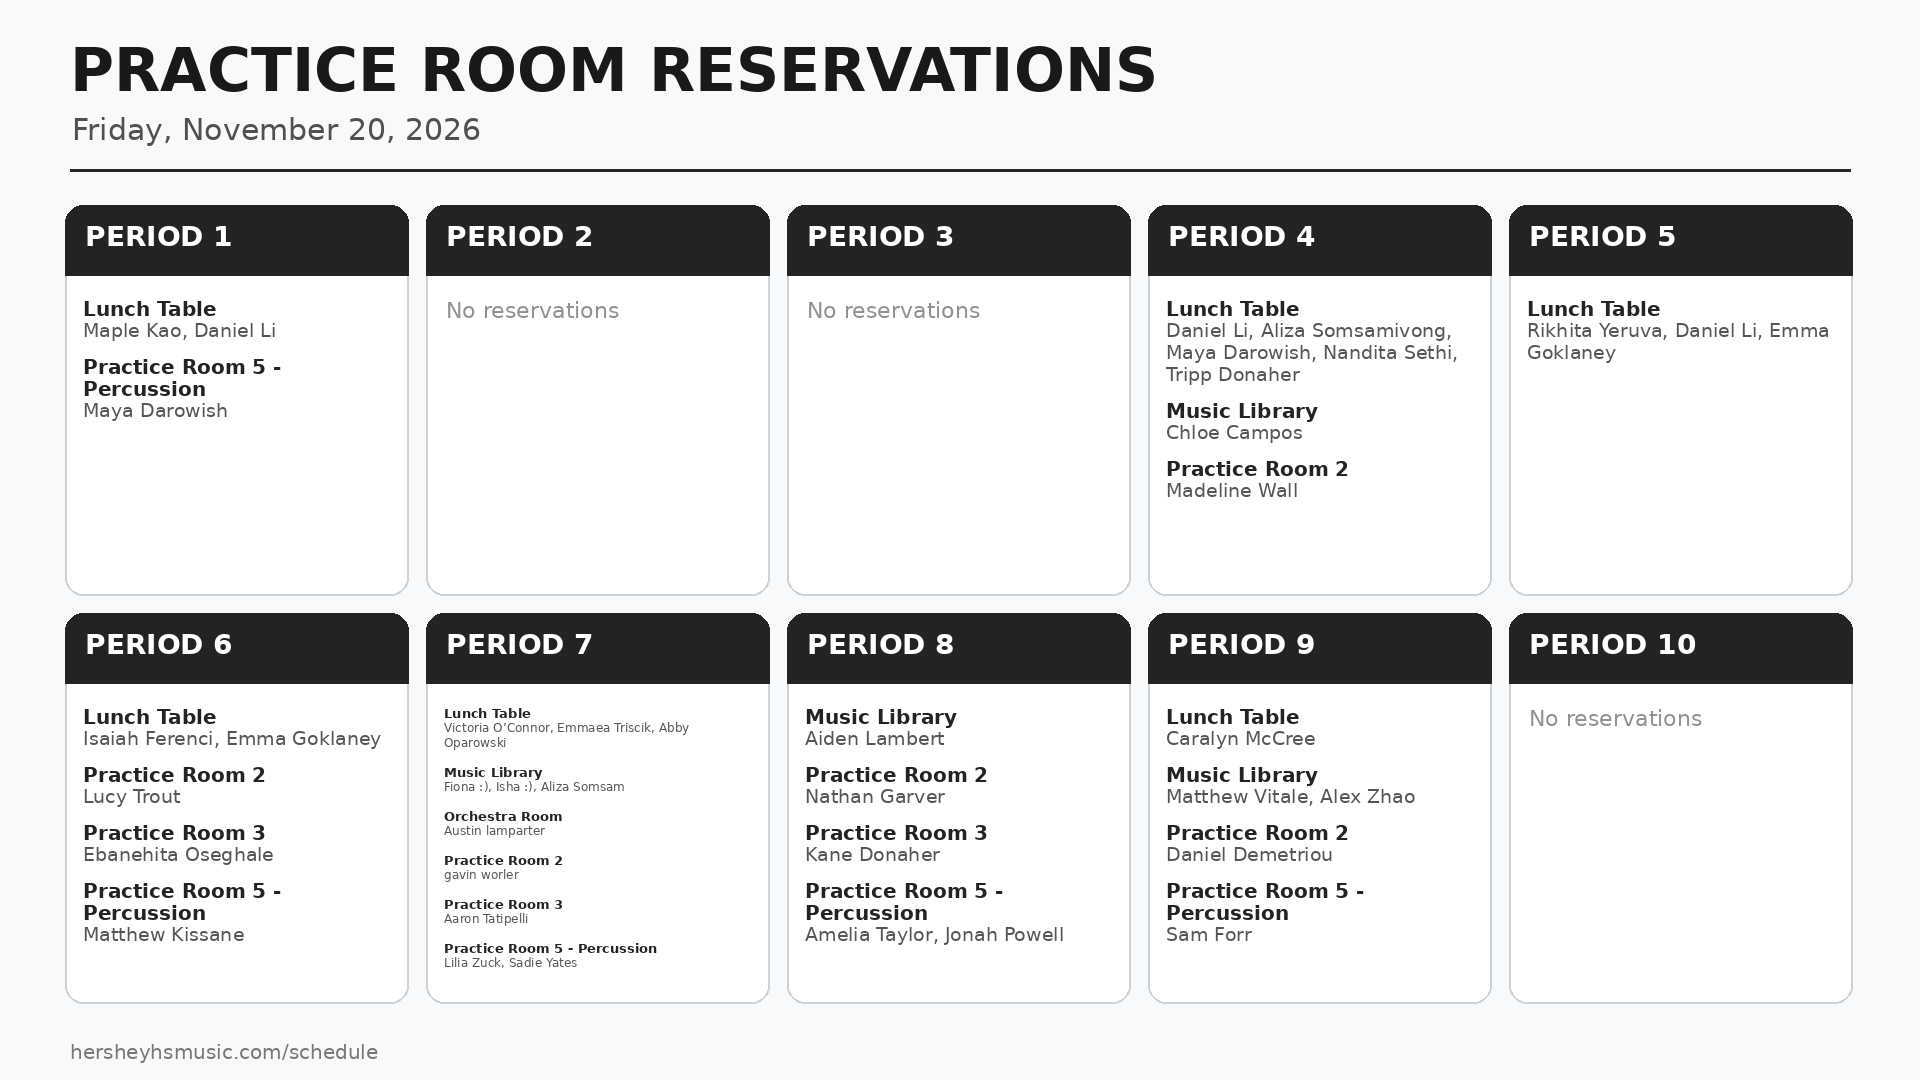 PRACTICE ROOM RESERVATIONS
Friday, November 20, 2026
PERIOD 1
Lunch Table
Maple Kao, Daniel Li
Practice Room 5 -
Percussion
Maya Darowish
PERIOD 2
No reservations
PERIOD 3
No reservations
PERIOD 4
Lunch Table
Daniel Li, Aliza Somsamivong,
Maya Darowish, Nandita Sethi,
Tripp Donaher
Music Library
Chloe Campos
Practice Room 2
Madeline Wall
PERIOD 5
Lunch Table
Rikhita Yeruva, Daniel Li, Emma
Goklaney
PERIOD 6
Lunch Table
Isaiah Ferenci, Emma Goklaney
Practice Room 2
Lucy Trout
Practice Room 3
Ebanehita Oseghale
Practice Room 5 -
Percussion
Matthew Kissane
PERIOD 7
Lunch Table
Victoria O’Connor, Emmaea Triscik, Abby
Oparowski
Music Library
Fiona :), Isha :), Aliza Somsam
Orchestra Room
Austin lamparter
Practice Room 2
gavin worler
Practice Room 3
Aaron Tatipelli
Practice Room 5 - Percussion
Lilia Zuck, Sadie Yates
PERIOD 8
Music Library
Aiden Lambert
Practice Room 2
Nathan Garver
Practice Room 3
Kane Donaher
Practice Room 5 -
Percussion
Amelia Taylor, Jonah Powell
PERIOD 9
Lunch Table
Caralyn McCree
Music Library
Matthew Vitale, Alex Zhao
Practice Room 2
Daniel Demetriou
Practice Room 5 -
Percussion
Sam Forr
PERIOD 10
No reservations
hersheyhsmusic.com/schedule